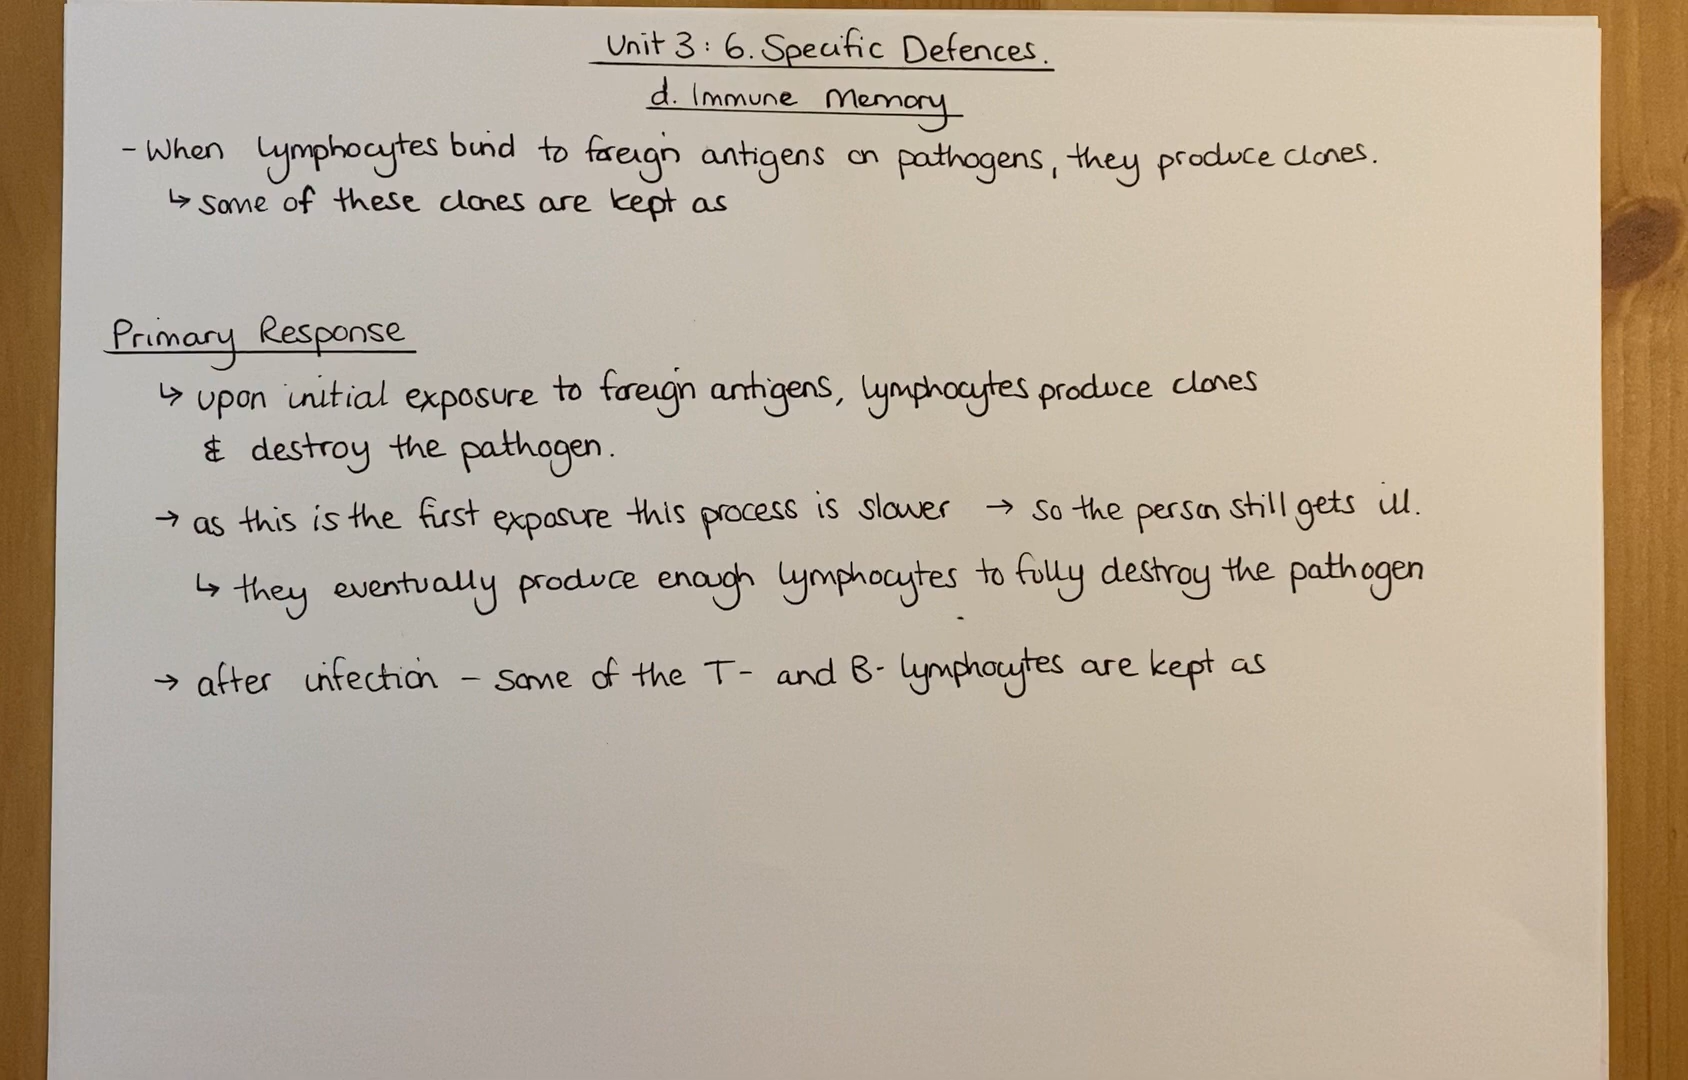 Unit 3: 6. Specific Defences.
d. Immune Memory
- When lymphocytes bind to foreign antigens on pathogens, they produce clones.
↳ some of these clones are kept as
Primary Response
↳ upon initial exposure to foreign antigens, lymphocytes produce clones
& destroy the pathogen.
→ as this is the first exposure this process is slower → so the person still gets ill.
↳ they eventually produce enough lymphocytes to fully destroy the pathogen
→ after infection - some of the T- and B- lymphocytes are kept as